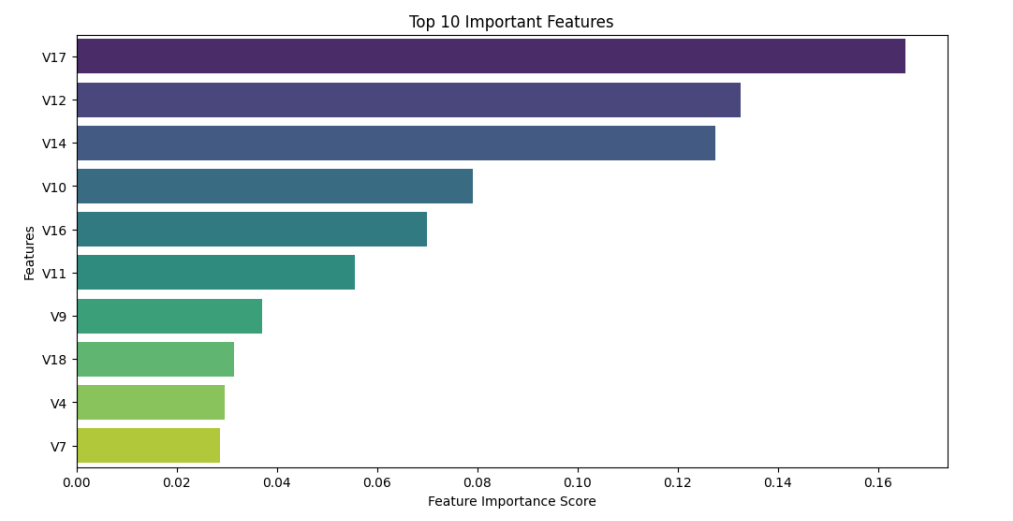 Top 10 Important Features
V17
V12
V14
V10
V16
V11
V9
V18
V4
V7
Features
0.00 0.02 0.04 0.06 0.08 0.10 0.12 0.14 0.16
Feature Importance Score